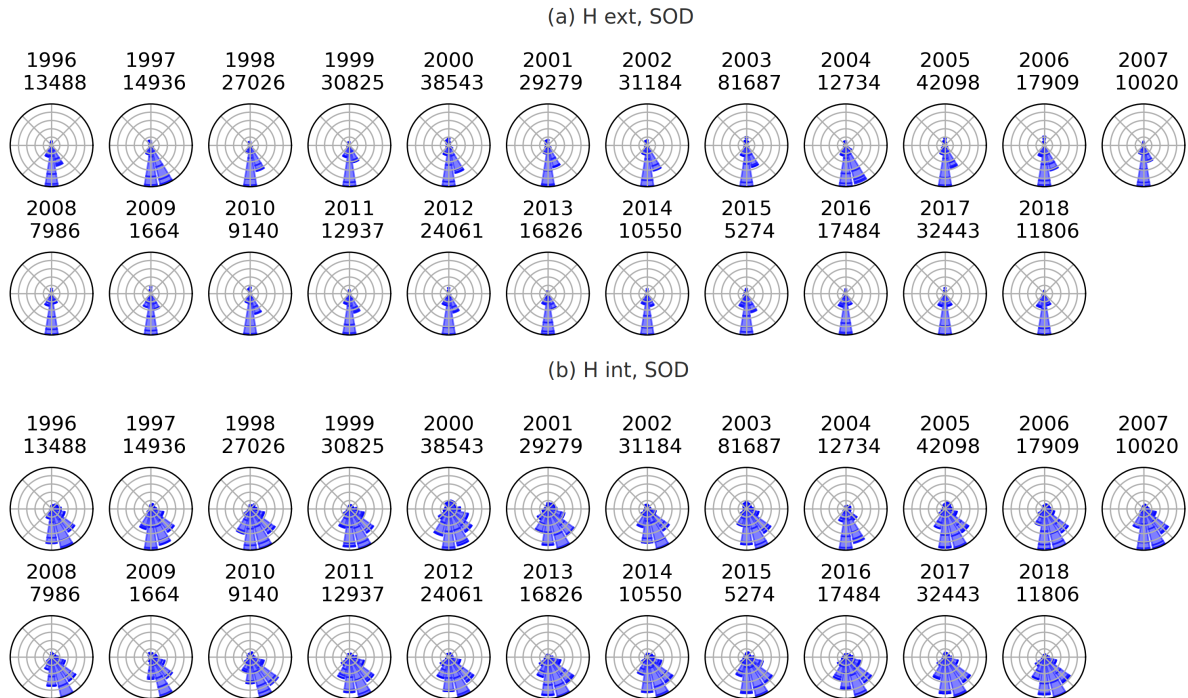 (a) H ext, SOD
1996 1997 1998 1999 2000 2001 2002 2003 2004 2005 2006 2007
13488 14936 27026 30825 38543 29279 31184 81687 12734 42098 17909 10020
2008 2009 2010 2011 2012 2013 2014 2015 2016 2017 2018
7986 1664 9140 12937 24061 16826 10550 5274 17484 32443 11806
(b) H int, SOD
1996 1997 1998 1999 2000 2001 2002 2003 2004 2005 2006 2007
13488 14936 27026 30825 38543 29279 31184 81687 12734 42098 17909 10020
2008 2009 2010 2011 2012 2013 2014 2015 2016 2017 2018
7986 1664 9140 12937 24061 16826 10550 5274 17484 32443 11806